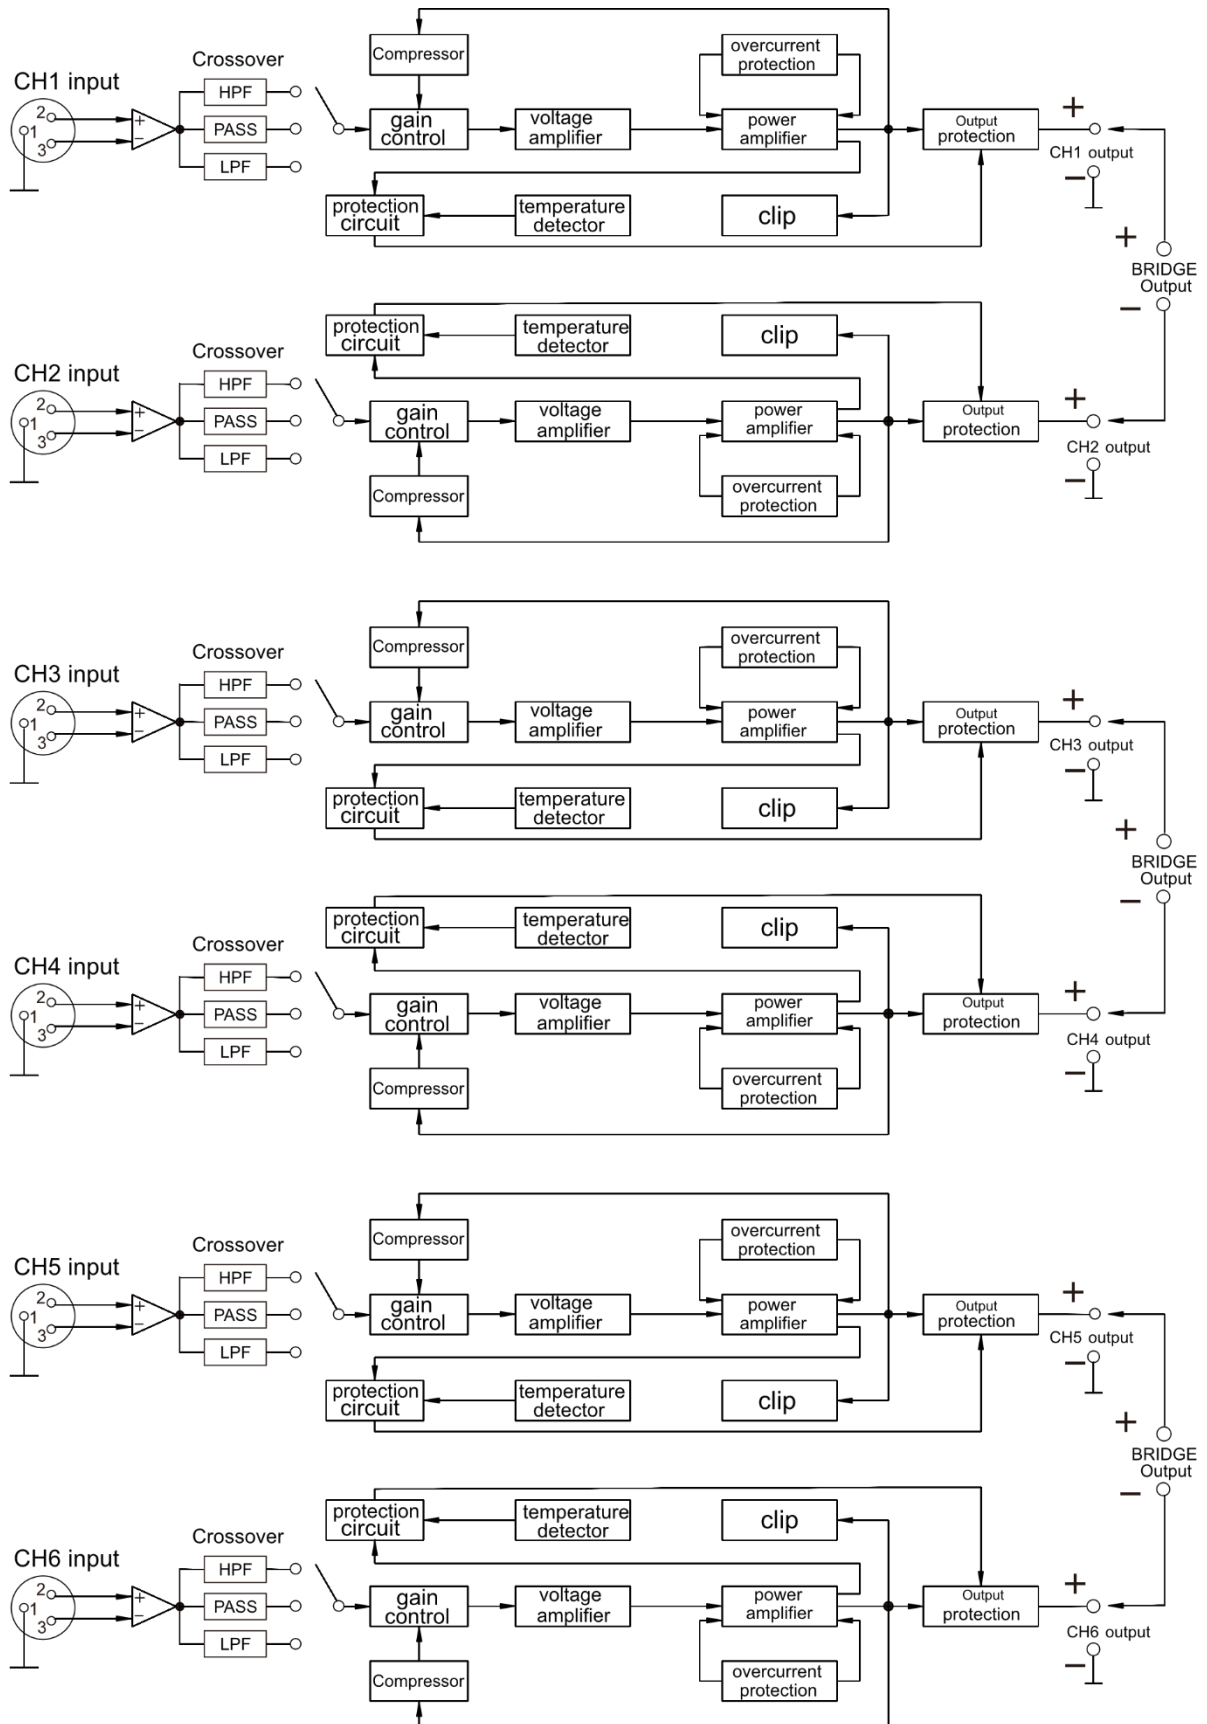 CH1 input
2
1
3
+
−
Crossover
HPF
PASS
LPF
Compressor
gain
control
voltage
amplifier
overcurrent
protection
power
amplifier
Output
protection
+
CH1 output
−
protection
circuit
temperature
detector
clip
+
BRIDGE
Output
−
protection
circuit
temperature
detector
clip
CH2 input
2
1
3
+
−
Crossover
HPF
PASS
LPF
gain
control
voltage
amplifier
power
amplifier
Output
protection
+
CH2 output
−
Compressor
overcurrent
protection
CH3 input
2
1
3
+
−
Crossover
HPF
PASS
LPF
Compressor
gain
control
voltage
amplifier
overcurrent
protection
power
amplifier
Output
protection
+
CH3 output
−
protection
circuit
temperature
detector
clip
+
BRIDGE
Output
−
protection
circuit
temperature
detector
clip
CH4 input
2
1
3
+
−
Crossover
HPF
PASS
LPF
gain
control
voltage
amplifier
power
amplifier
Output
protection
+
CH4 output
−
Compressor
overcurrent
protection
CH5 input
2
1
3
+
−
Crossover
HPF
PASS
LPF
Compressor
gain
control
voltage
amplifier
overcurrent
protection
power
amplifier
Output
protection
+
CH5 output
−
protection
circuit
temperature
detector
clip
+
BRIDGE
Output
−
protection
circuit
temperature
detector
clip
CH6 input
2
1
3
+
−
Crossover
HPF
PASS
LPF
gain
control
voltage
amplifier
power
amplifier
Output
protection
+
CH6 output
−
Compressor
overcurrent
protection